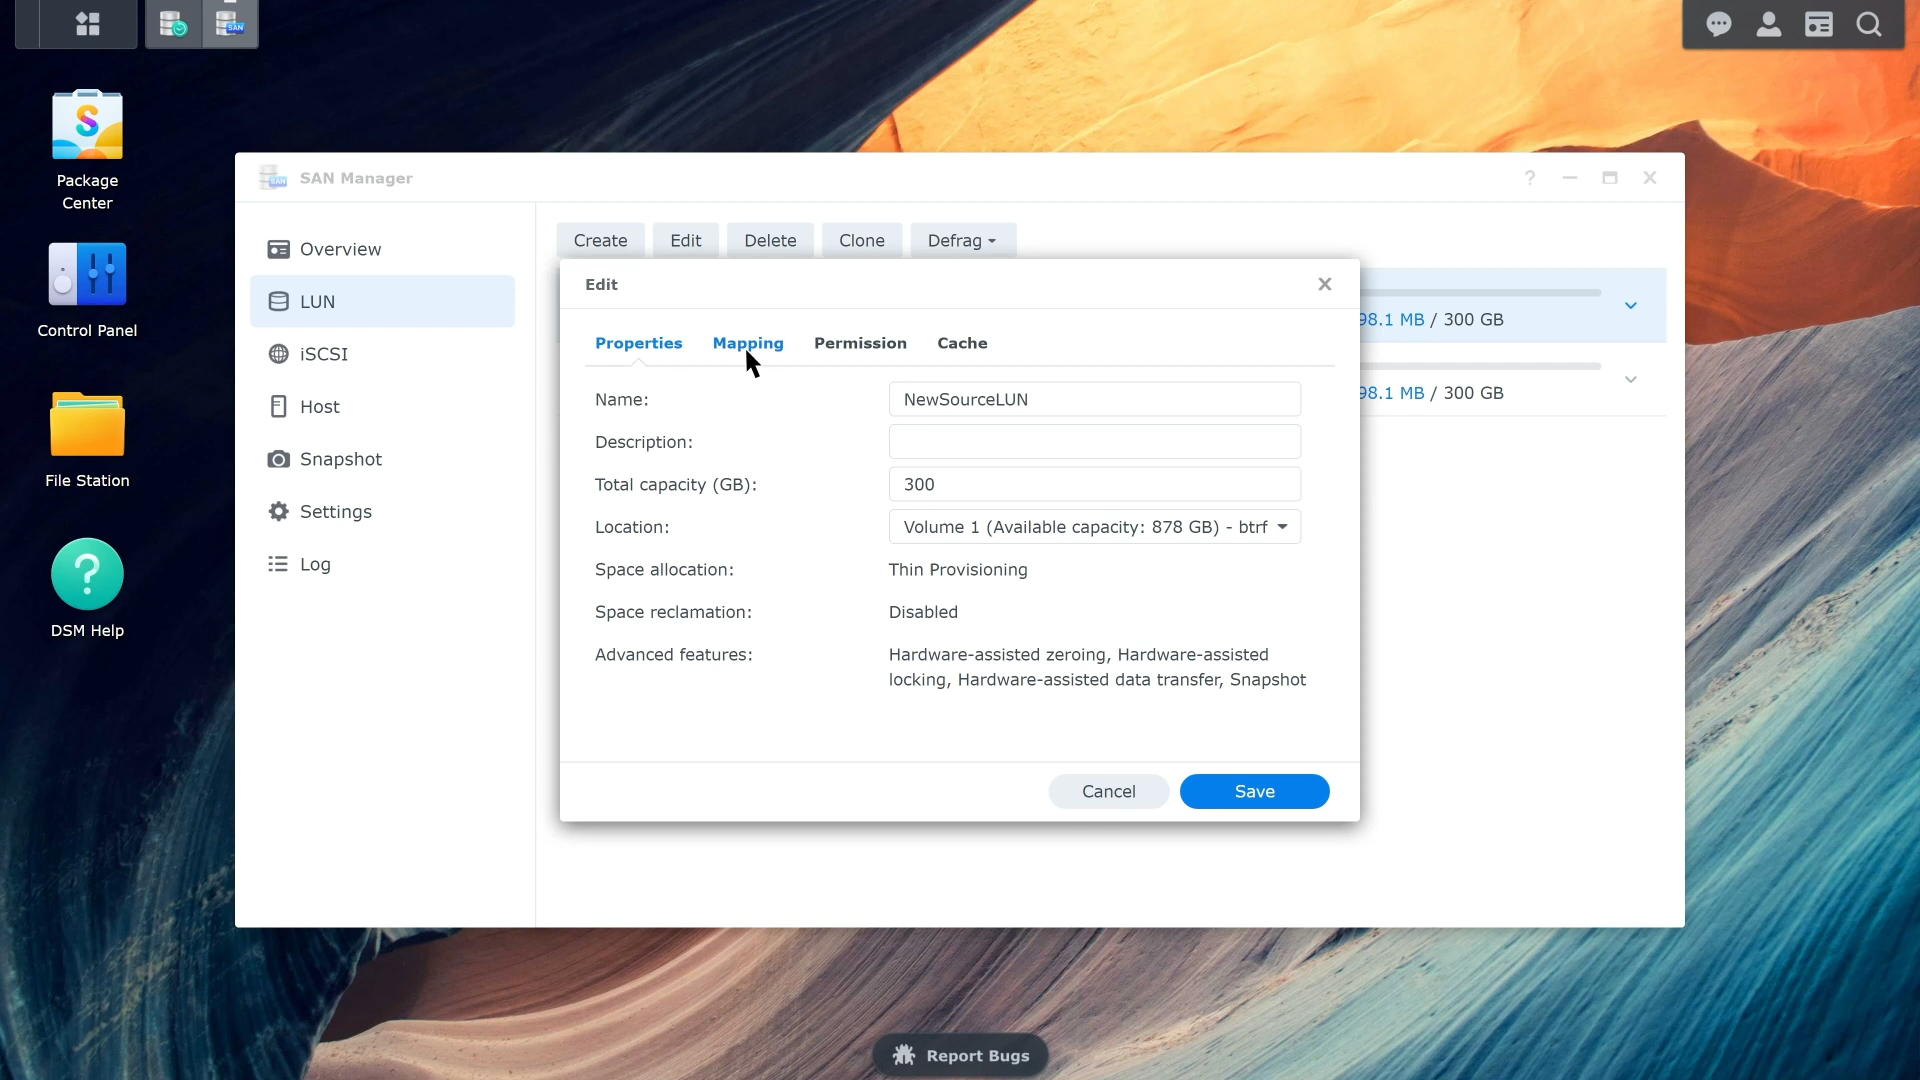 SAN
Package
Center
Control Panel
File Station
?
DSM Help
SAN
SAN Manager
?
Overview
LUN
iSCSI
Host
Snapshot
Settings
Log
Create
Edit
Delete
Clone
Defrag
98.1 MB / 300 GB
98.1 MB / 300 GB
Edit
Properties
Mapping
Permission
Cache
Name:
NewSourceLUN
Description:
Total capacity (GB):
300
Location:
Volume 1 (Available capacity: 878 GB) - btrf
Space allocation:
Thin Provisioning
Space reclamation:
Disabled
Advanced features:
Hardware-assisted zeroing, Hardware-assisted
locking, Hardware-assisted data transfer, Snapshot
Cancel
Save
Report Bugs